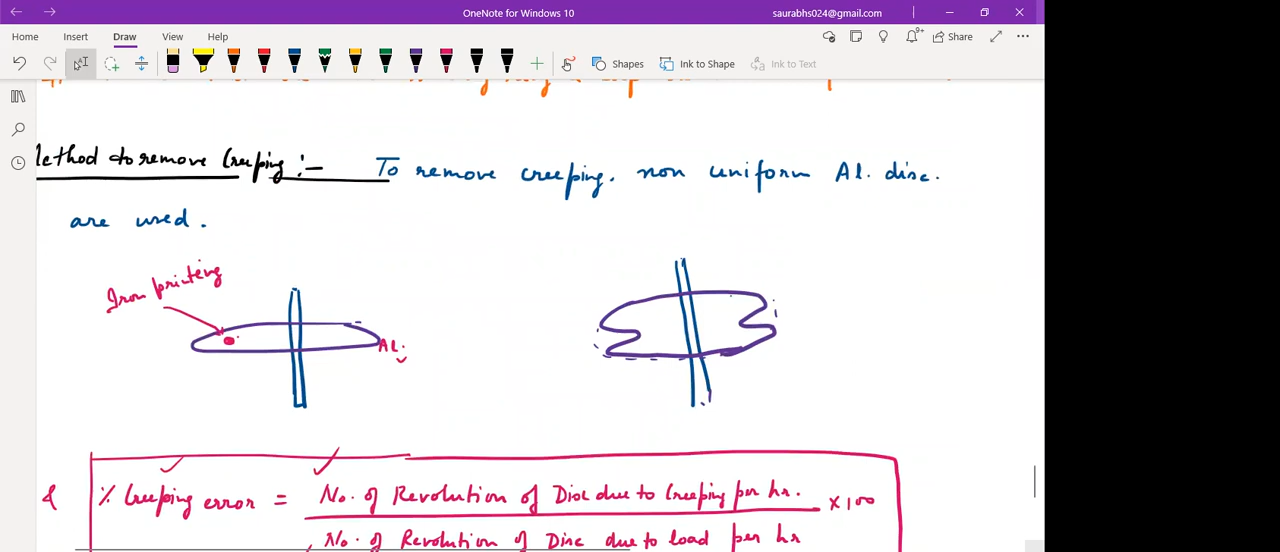 OneNote for Windows 10
saurabhs024@gmail.com
Home Insert Draw View Help
9+ Share
Shapes Ink to Shape Ink to Text
Method to remove Creeping :- To remove creeping, non uniform Al. disc.
are used.
Iron printing
Al.
& % Creeping error = No. of Revolution of Disc due to Creeping per hr. × 100
No. of Revolution of Disc due to load per hr